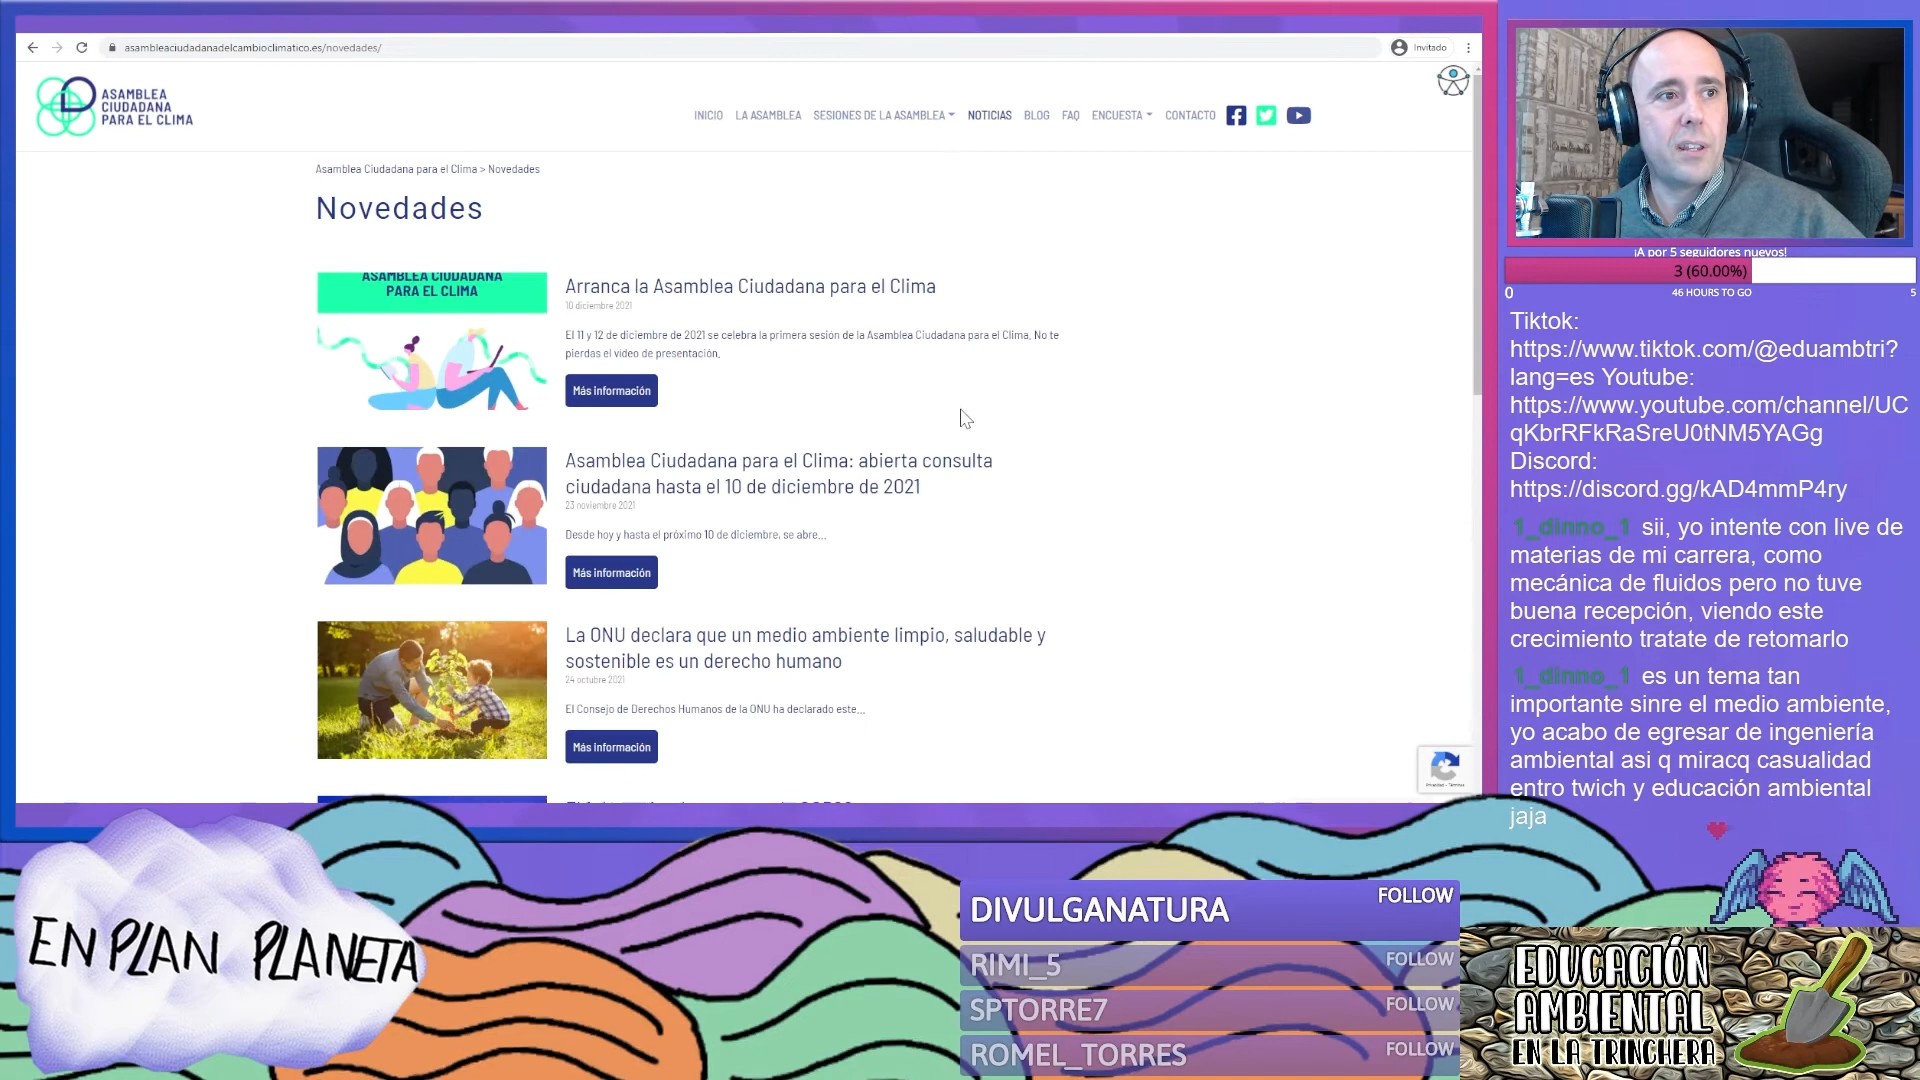 asambleaciudadanadelcambioclimatico.es/novedades/
Invitado
ASAMBLEA
CIUDADANA
PARA EL CLIMA
INICIO
LA ASAMBLEA
SESIONES DE LA ASAMBLEA
NOTICIAS
BLOG
FAQ
ENCUESTA
CONTACTO
Asamblea Ciudadana para el Clima > Novedades
Novedades
ASAMBLEA CIUDADANA
PARA EL CLIMA
Arranca la Asamblea Ciudadana para el Clima
10 diciembre 2021
El 11 y 12 de diciembre de 2021 se celebra la primera sesión de la Asamblea Ciudadana para el Clima. No te
pierdas el vídeo de presentación.
Más información
Asamblea Ciudadana para el Clima: abierta consulta
ciudadana hasta el 10 de diciembre de 2021
23 noviembre 2021
Desde hoy y hasta el próximo 10 de diciembre, se abre...
Más información
La ONU declara que un medio ambiente limpio, saludable y
sostenible es un derecho humano
24 octubre 2021
El Consejo de Derechos Humanos de la ONU ha declarado este...
Más información
¡A por 5 seguidores nuevos!
3 (60.00%)
0
46 HOURS TO GO
5
Tiktok:
https://www.tiktok.com/@eduambtri?
lang=es Youtube:
https://www.youtube.com/channel/UC
qKbrRFkRaSreU0tNM5YAGg
Discord:
https://discord.gg/kAD4mmP4ry
1_dinno_1 sii, yo intente con live de
materias de mi carrera, como
mecánica de fluidos pero no tuve
buena recepción, viendo este
crecimiento tratate de retomarlo
1_dinno_1 es un tema tan
importante sinre el medio ambiente,
yo acabo de egresar de ingeniería
ambiental asi q miracq casualidad
entro twich y educación ambiental
jaja
EN PLAN PLANETA
DIVULGANATURA
FOLLOW
RIMI_5
FOLLOW
SPTORRE7
FOLLOW
ROMEL_TORRES
FOLLOW
EDUCACIÓN
AMBIENTAL
EN LA TRINCHERA